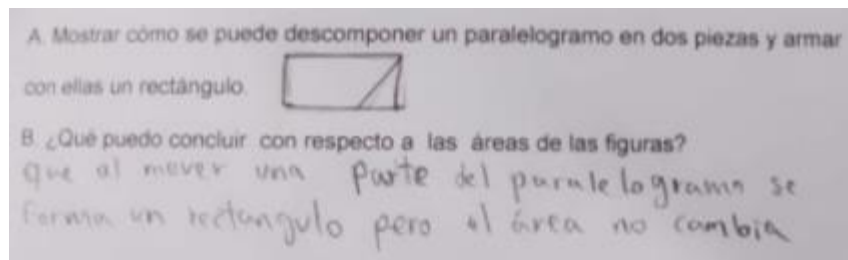 A. Mostrar cómo se puede descomponer un paralelogramo en dos piezas y armar
con ellas un rectángulo.
B. ¿Qué puedo concluir con respecto a las áreas de las figuras?
que al mover una parte del paralelogramo se
forma un rectangulo pero el área no cambia